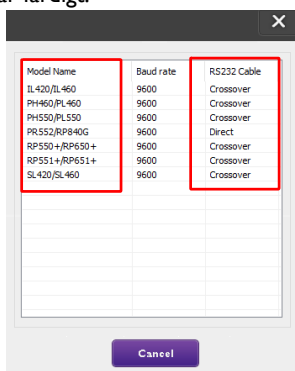 Model Name Baud rate RS232 Cable
IL420/IL460 9600 Crossover
PH460/PL460 9600 Crossover
PH550/PL550 9600 Crossover
PR552/RP840G 9600 Direct
RP550+/RP650+ 9600 Crossover
RP551+/RP651+ 9600 Crossover
SL420/SL460 9600 Crossover
Cancel